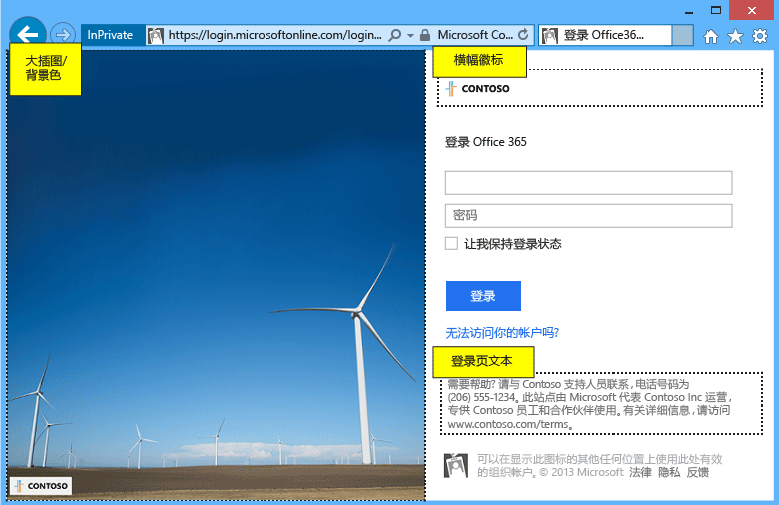 InPrivate
https://login.microsoftonline.com/login...
Microsoft Co...
登录 Office36...
大插图/
背景色
横幅徽标
CONTOSO
登录 Office 365
密码
让我保持登录状态
登录
无法访问你的帐户吗?
登录页文本
需要帮助? 请与 Contoso 支持人员联系，电话号码为
(206) 555-1234。此站点由 Microsoft 代表 Contoso Inc 运营，
专供 Contoso 员工和合作伙伴使用。有关详细信息，请访问
www.contoso.com/terms。
可以在显示此图标的其他任何位置上使用此处有效
的组织帐户。© 2013 Microsoft 法律 隐私 反馈
CONTOSO